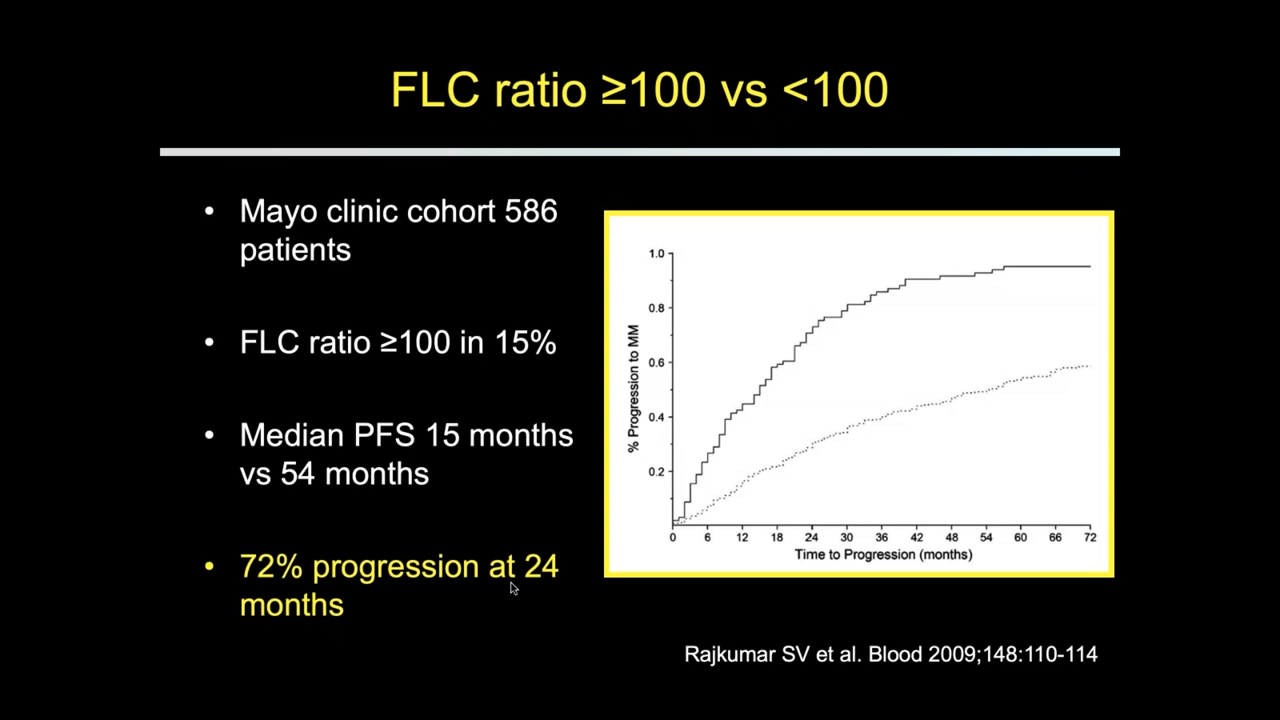 FLC ratio ≥100 vs <100
• Mayo clinic cohort 586
patients
• FLC ratio ≥100 in 15%
• Median PFS 15 months
vs 54 months
• 72% progression at 24
months
1.0
0.8
0.6
0.4
0.2
% Progression to MM
0 6 12 18 24 30 36 42 48 54 60 66 72
Time to Progression (months)
Rajkumar SV et al. Blood 2009;148:110-114